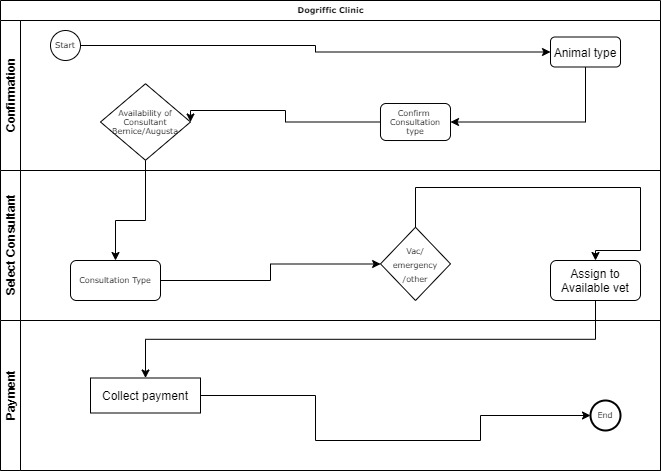 Dogriffic Clinic
Confirmation
Start
Animal type
Availability of
Consultant
Bernice/Augusta
Confirm
Consultation
type
Select Consultant
Consultation Type
Vac/
emergency
/other
Assign to
Available vet
Payment
Collect payment
End